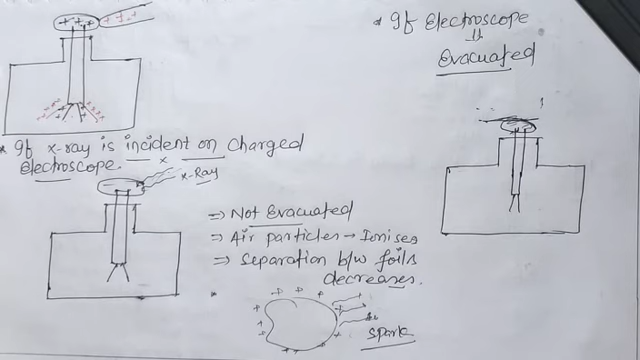 + + + +
+ + +
* If Electroscope
⇓
Evacuated
* If x-ray is incident on Charged
electroscope.
x-Ray
⇒ Not Evacuated
⇒ Air particles → Ionises
⇒ Separation b/w foils
decreases.
Spark